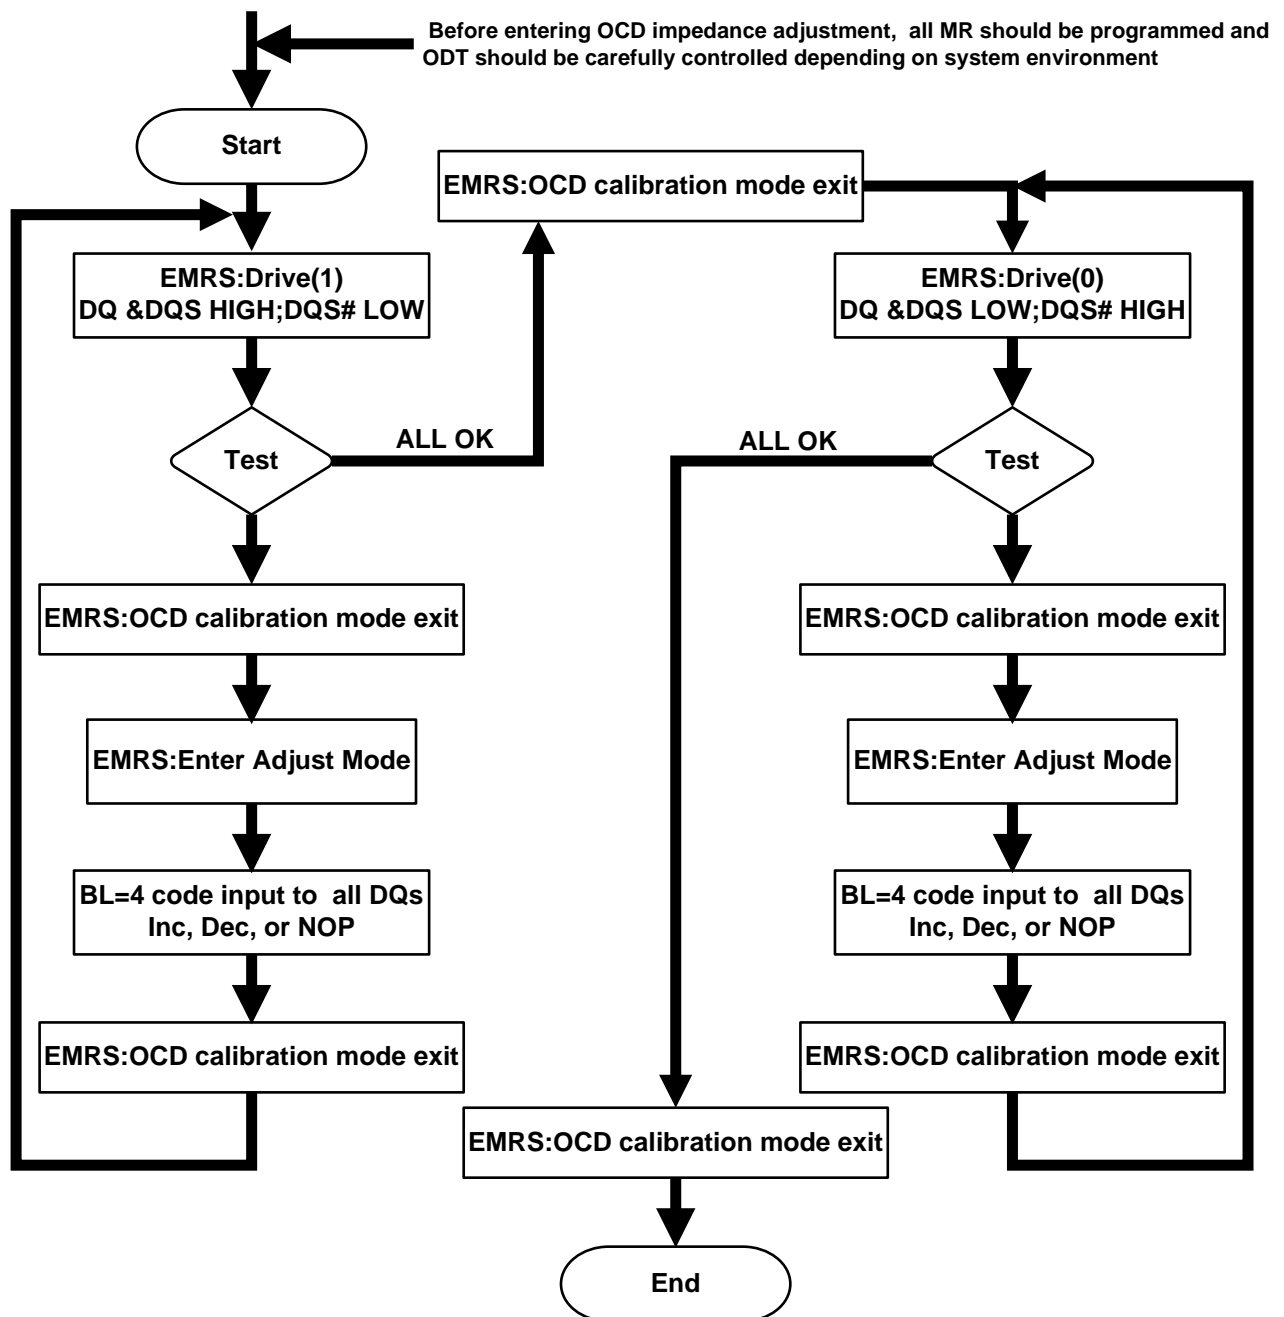 Before entering OCD impedance adjustment, all MR should be programmed and
ODT should be carefully controlled depending on system environment
Start
EMRS:OCD calibration mode exit
EMRS:Drive(1)
DQ &DQS HIGH;DQS# LOW
EMRS:Drive(0)
DQ &DQS LOW;DQS# HIGH
ALL OK
ALL OK
Test
Test
EMRS:OCD calibration mode exit
EMRS:OCD calibration mode exit
EMRS:Enter Adjust Mode
EMRS:Enter Adjust Mode
BL=4 code input to all DQs
Inc, Dec, or NOP
BL=4 code input to all DQs
Inc, Dec, or NOP
EMRS:OCD calibration mode exit
EMRS:OCD calibration mode exit
EMRS:OCD calibration mode exit
End